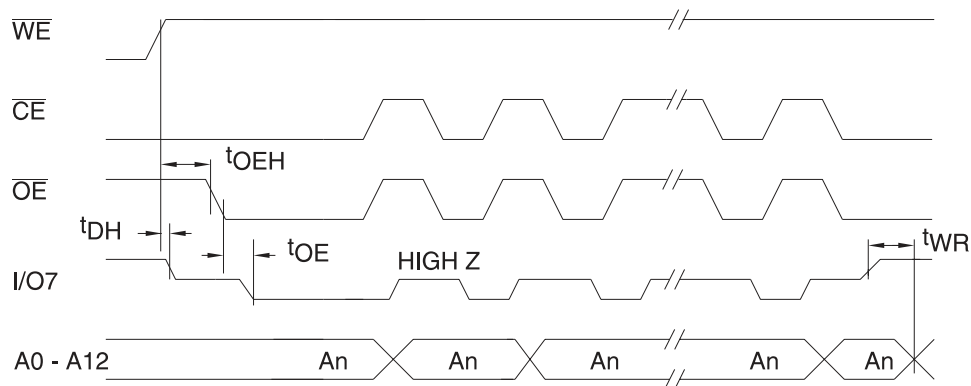 WE
CE
tOEH
OE
tDH
tOE
tWR
HIGH Z
I/O7
A0 - A12 An An An An An